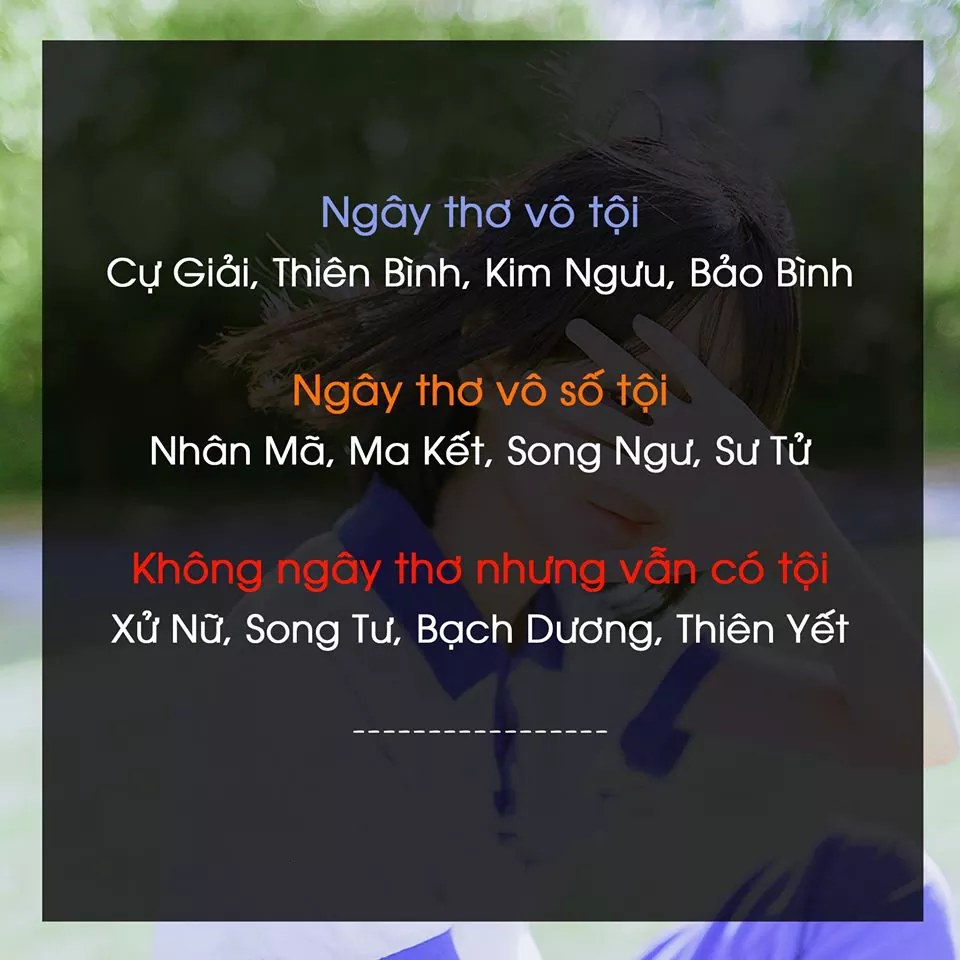 Ngây thơ vô tội
Cự Giải, Thiên Bình, Kim Ngưu, Bảo Bình
Ngây thơ vô số tội
Nhân Mã, Ma Kết, Song Ngư, Sư Tử
Không ngây thơ nhưng vẫn có tội
Xử Nữ, Song Tư, Bạch Dương, Thiên Yết
-----------------